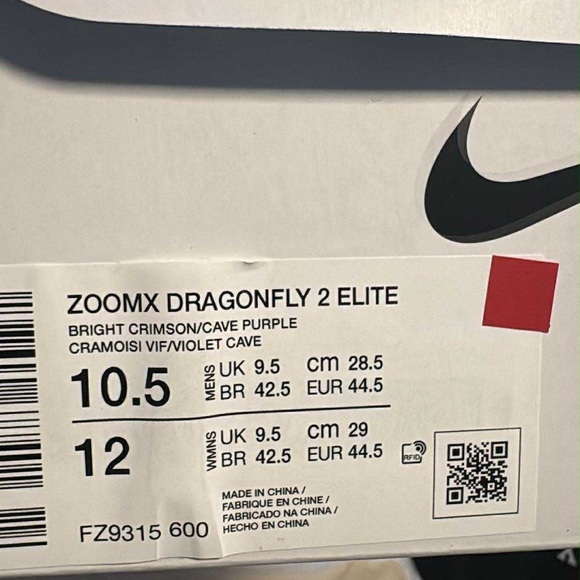 ZOOMX DRAGONFLY 2 ELITE
BRIGHT CRIMSON/CAVE PURPLE
CRAMOISI VIF/VIOLET CAVE
10.5 MENS UK 9.5 cm 28.5
BR 42.5 EUR 44.5
12 WMNS UK 9.5 cm 29
BR 42.5 EUR 44.5
RFID
MADE IN CHINA /
FABRIQUE EN CHINE /
FABRICADO NA CHINA /
HECHO EN CHINA
FZ9315 600